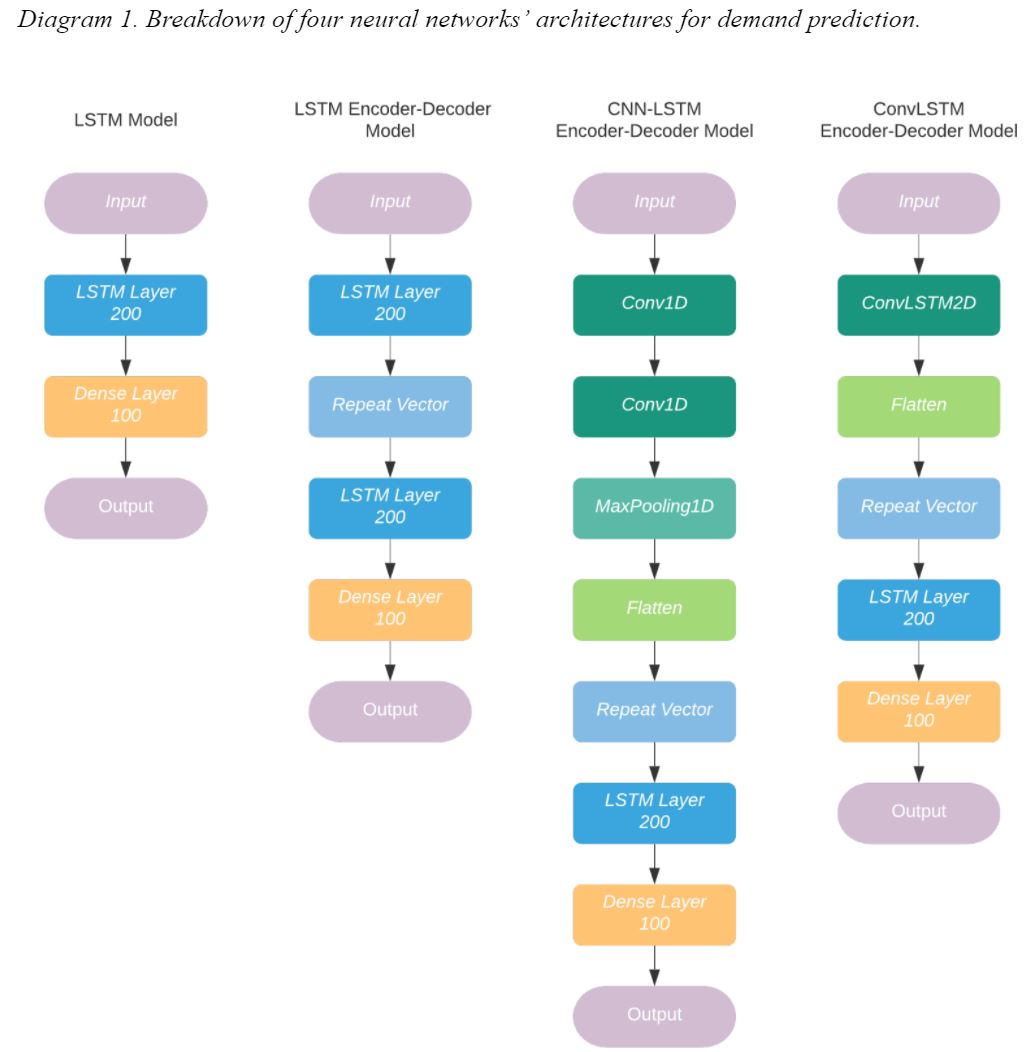 Diagram 1. Breakdown of four neural networks’ architectures for demand prediction.
LSTM Model
Input
LSTM Layer
200
Dense Layer
100
Output
LSTM Encoder-Decoder
Model
Input
LSTM Layer
200
Repeat Vector
LSTM Layer
200
Dense Layer
100
Output
CNN-LSTM
Encoder-Decoder Model
Input
Conv1D
Conv1D
MaxPooling1D
Flatten
Repeat Vector
LSTM Layer
200
Dense Layer
100
Output
ConvLSTM
Encoder-Decoder Model
Input
ConvLSTM2D
Flatten
Repeat Vector
LSTM Layer
200
Dense Layer
100
Output